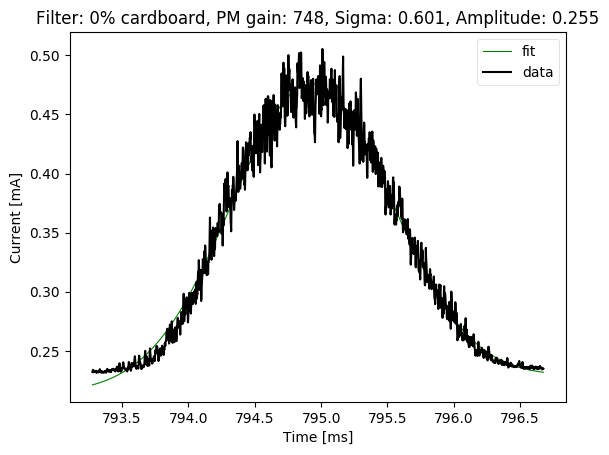 Filter: 0% cardboard, PM gain: 748, Sigma: 0.601, Amplitude: 0.255
fit
data
0.50
0.45
0.40
0.35
0.30
0.25
Current [mA]
793.5 794.0 794.5 795.0 795.5 796.0 796.5
Time [ms]